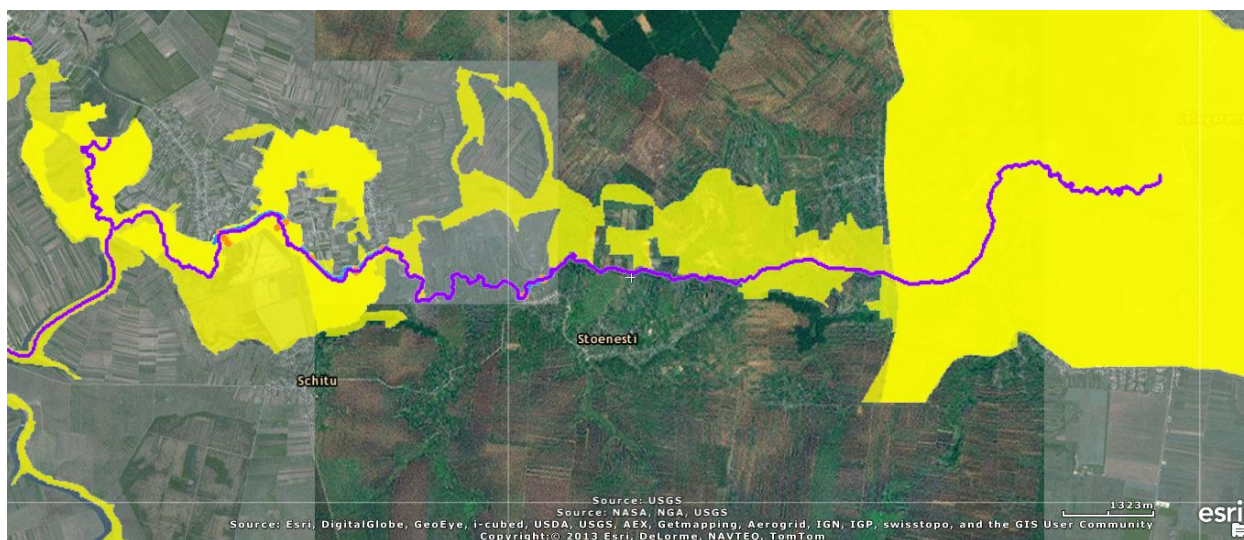 Calugareni
Stoenesti
Schitu
Source: USGS
Source: NASA, NGA, USGS
Source: Esri, DigitalGlobe, GeoEye, i-cubed, USDA, USGS, AEX, Getmapping, Aerogrid, IGN, IGP, swisstopo, and the GIS User Community
Copyright:© 2013 Esri, DeLorme, NAVTEQ, TomTom
1323m
esri